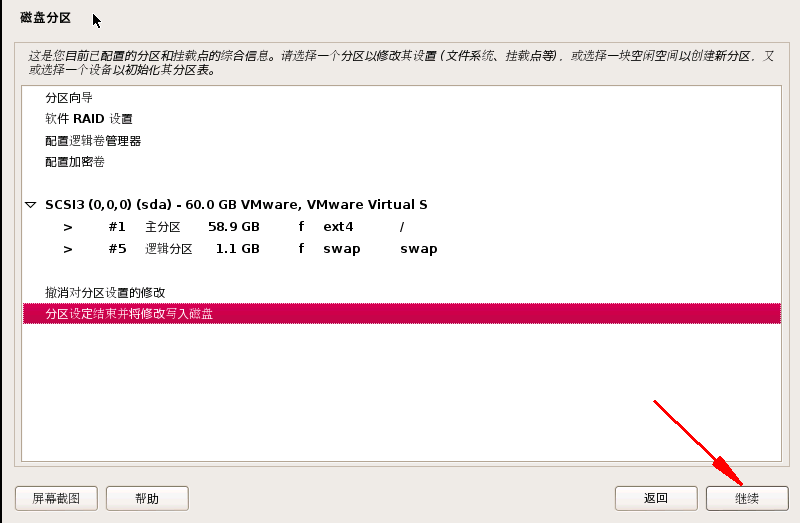 磁盘分区
这是您目前已配置的分区和挂载点的综合信息。请选择一个分区以修改其设置 (文件系统、挂载点等)，或选择一块空闲空间以创建新分区，又
或选择一个设备以初始化其分区表。
分区向导
软件 RAID 设置
配置逻辑卷管理器
配置加密卷
SCSI3 (0,0,0) (sda) - 60.0 GB VMware, VMware Virtual S
> #1 主分区 58.9 GB f ext4 /
> #5 逻辑分区 1.1 GB f swap swap
撤消对分区设置的修改
分区设定结束并将修改写入磁盘
屏幕截图 帮助 返回 继续